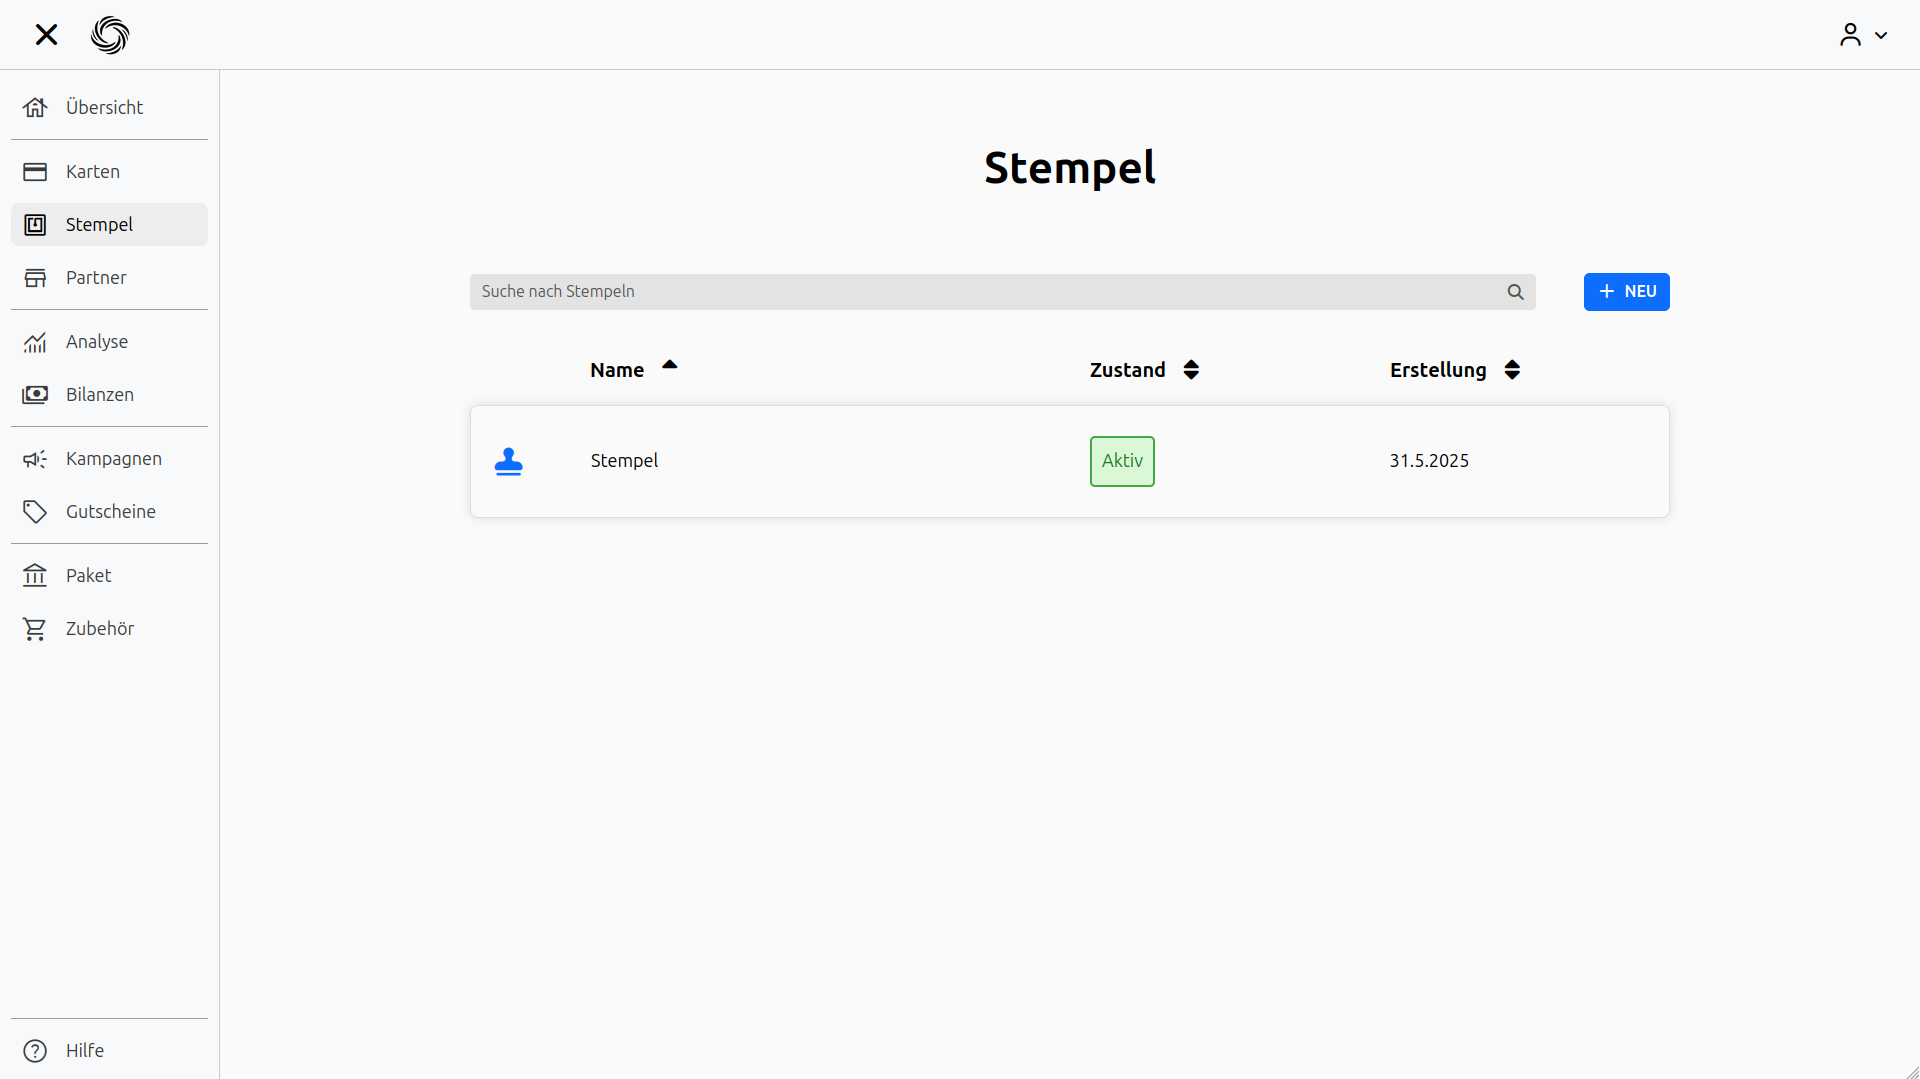 Übersicht
Karten
Stempel
Partner
Analyse
Bilanzen
Kampagnen
Gutscheine
Paket
Zubehör
Hilfe
Stempel
Suche nach Stempeln
NEU
Name Zustand Erstellung
Stempel Aktiv 31.5.2025